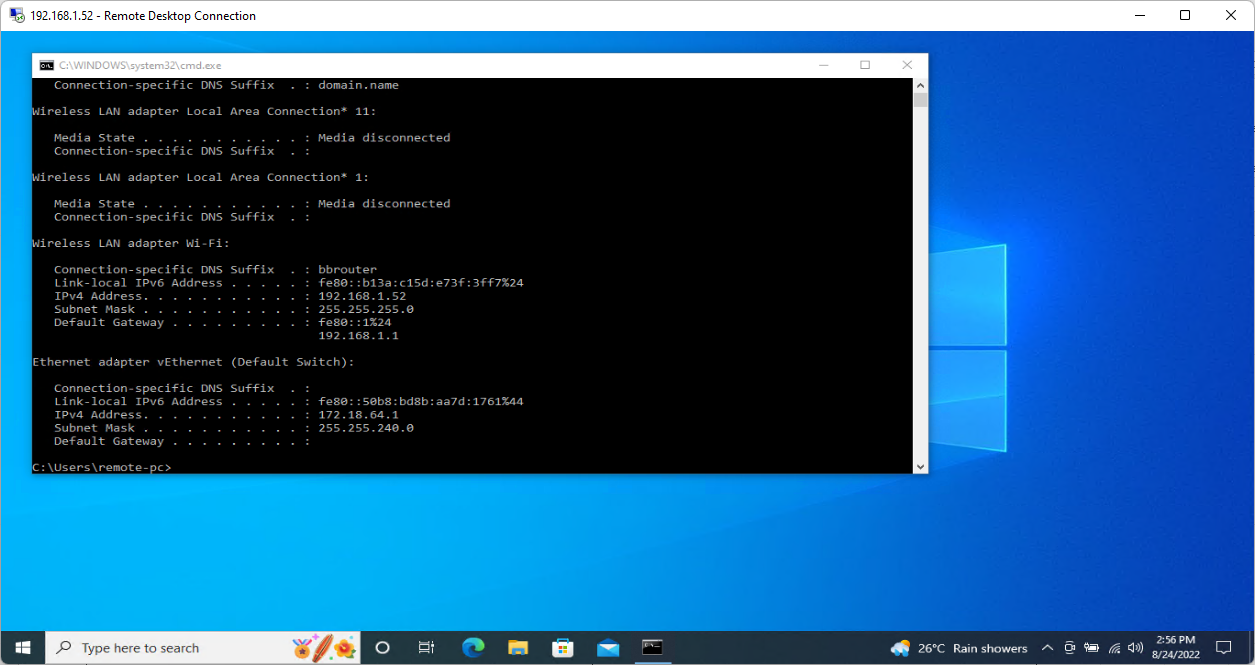 192.168.1.52 - Remote Desktop Connection
C:\WINDOWS\system32\cmd.exe
Connection-specific DNS Suffix  . : domain.name
Wireless LAN adapter Local Area Connection* 11:
Media State . . . . . . . . . . . : Media disconnected
Connection-specific DNS Suffix  . :
Wireless LAN adapter Local Area Connection* 1:
Media State . . . . . . . . . . . : Media disconnected
Connection-specific DNS Suffix  . :
Wireless LAN adapter Wi-Fi:
Connection-specific DNS Suffix  . : bbrouter
Link-local IPv6 Address . . . . . : fe80::b13a:c15d:e73f:3ff7%24
IPv4 Address. . . . . . . . . . . : 192.168.1.52
Subnet Mask . . . . . . . . . . . : 255.255.255.0
Default Gateway . . . . . . . . . : fe80::1%24
192.168.1.1
Ethernet adapter vEthernet (Default Switch):
Connection-specific DNS Suffix  . :
Link-local IPv6 Address . . . . . : fe80::50b8:bd8b:aa7d:1761%44
IPv4 Address. . . . . . . . . . . : 172.18.64.1
Subnet Mask . . . . . . . . . . . : 255.255.240.0
Default Gateway . . . . . . . . . :
C:\Users\remote-pc>
Type here to search
26°C Rain showers
2:56 PM
8/24/2022